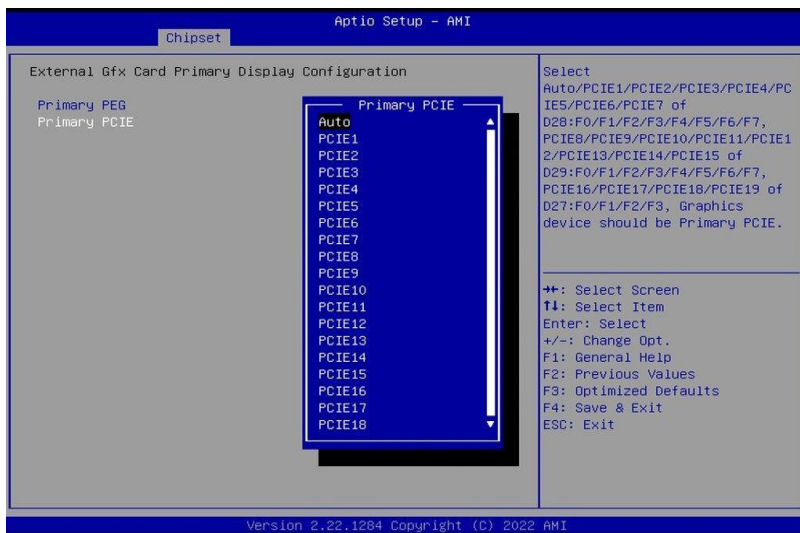 Aptio Setup - AMI
Chipset
External Gfx Card Primary Display Configuration
Primary PEG
Primary PCIE
Primary PCIE
Auto
PCIE1
PCIE2
PCIE3
PCIE4
PCIE5
PCIE6
PCIE7
PCIE8
PCIE9
PCIE10
PCIE11
PCIE12
PCIE13
PCIE14
PCIE15
PCIE16
PCIE17
PCIE18
Select
Auto/PCIE1/PCIE2/PCIE3/PCIE4/PC
IE5/PCIE6/PCIE7 of
D28:F0/F1/F2/F3/F4/F5/F6/F7,
PCIE8/PCIE9/PCIE10/PCIE11/PCIE1
2/PCIE13/PCIE14/PCIE15 of
D29:F0/F1/F2/F3/F4/F5/F6/F7,
PCIE16/PCIE17/PCIE18/PCIE19 of
D27:F0/F1/F2/F3, Graphics
device should be Primary PCIE.
→←: Select Screen
↑↓: Select Item
Enter: Select
+/-: Change Opt.
F1: General Help
F2: Previous Values
F3: Optimized Defaults
F4: Save & Exit
ESC: Exit
Version 2.22.1284 Copyright (C) 2022 AMI